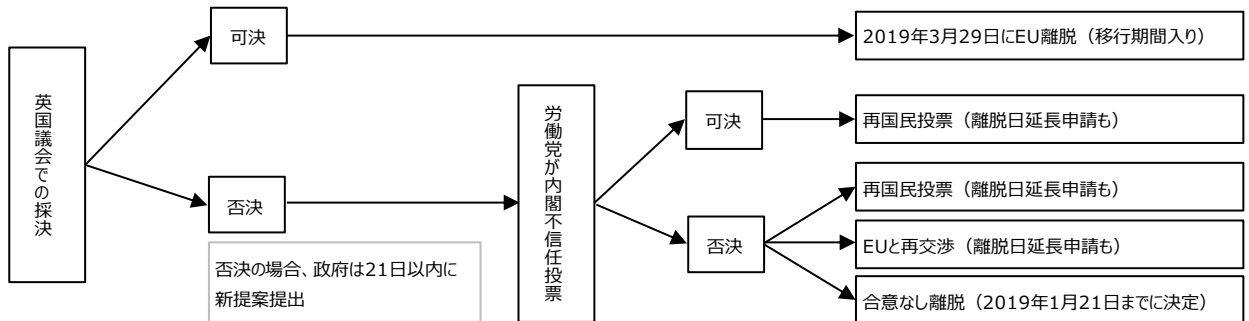 英国議会での採決
可決
2019年3月29日にEU離脱（移行期間入り）
否決
否決の場合、政府は21日以内に
新提案提出
労働党が内閣不信任投票
可決
再国民投票（離脱日延長申請も）
否決
再国民投票（離脱日延長申請も）
EUと再交渉（離脱日延長申請も）
合意なし離脱（2019年1月21日までに決定）